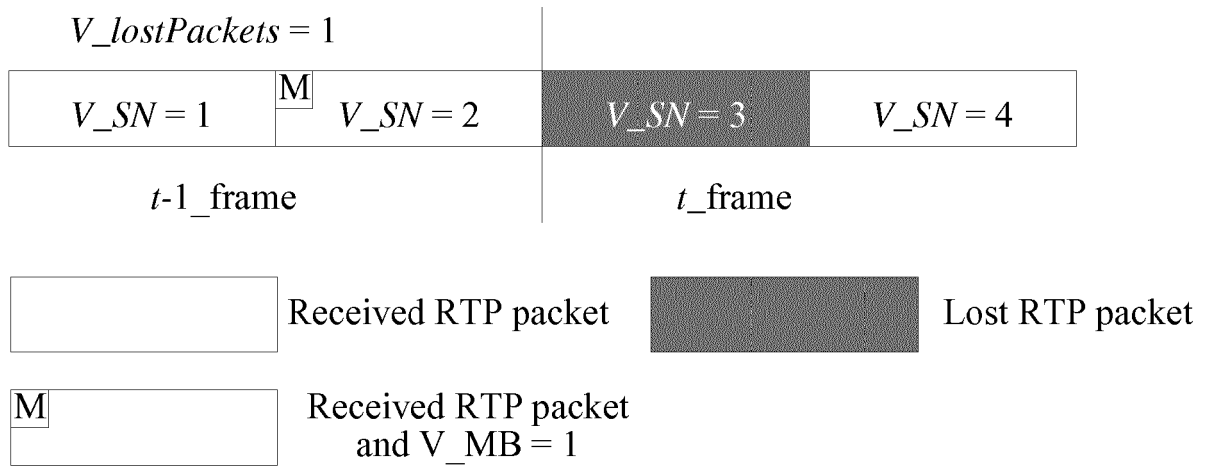 V_lostPackets = 1
V_SN = 1
M
V_SN = 2
V_SN = 3
V_SN = 4
t-1_frame
t_frame
Received RTP packet
Lost RTP packet
M
Received RTP packet
and V_MB = 1